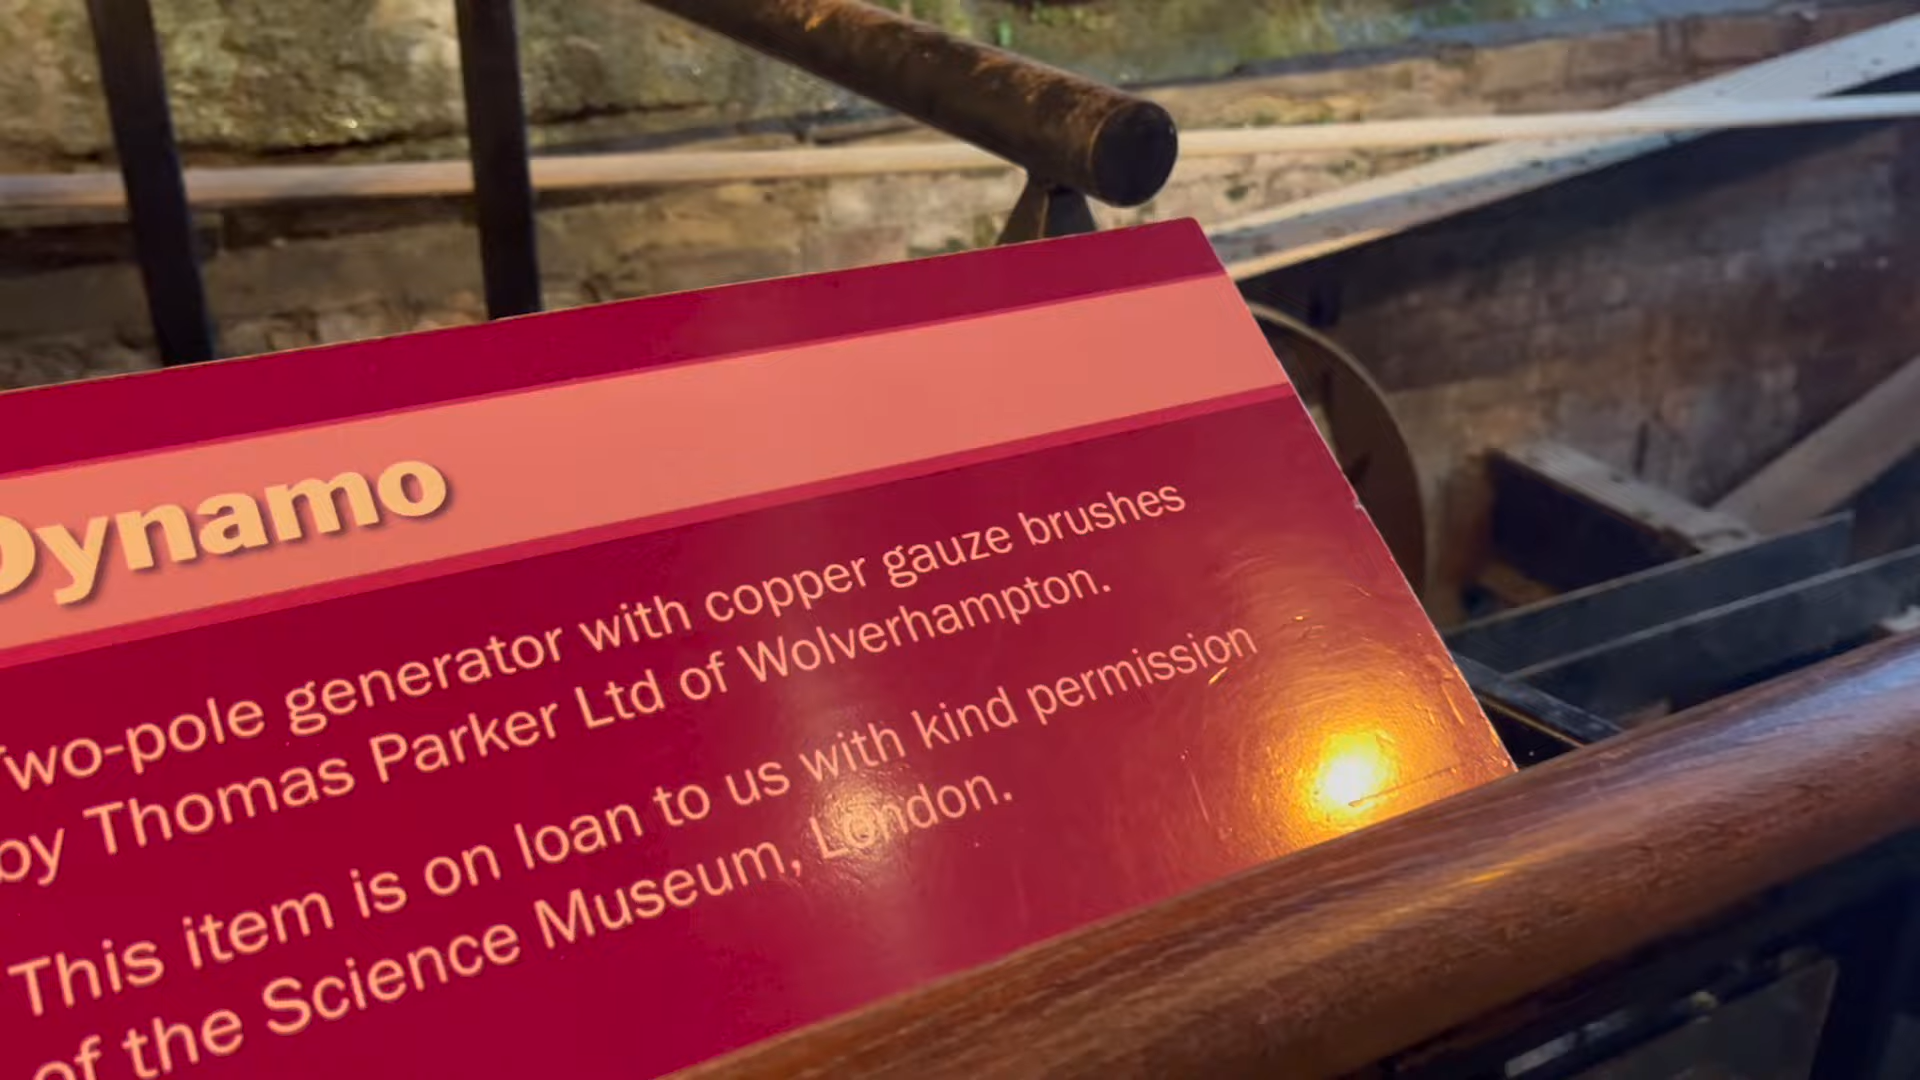 Dynamo
Two-pole generator with copper gauze brushes
by Thomas Parker Ltd of Wolverhampton.
This item is on loan to us with kind permission
of the Science Museum, London.